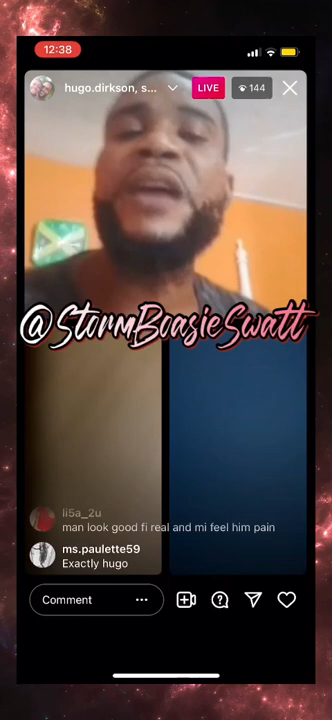 12:38
hugo.dirkson, s...
LIVE
144
@StormBoasieSwatt
li5a_2u
man look good fi real and mi feel him pain
ms.paulette59
Exactly hugo
Comment